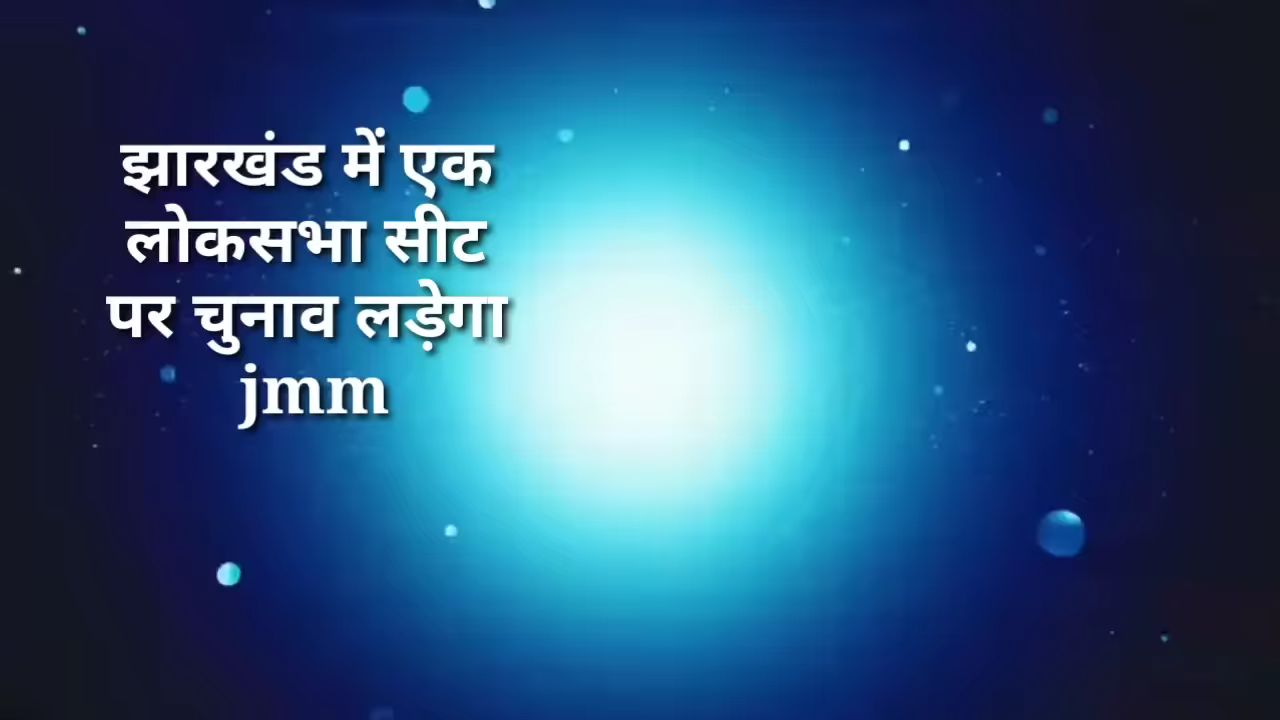 झारखंड में एक
लोकसभा सीट
पर चुनाव लड़ेगा
jmm